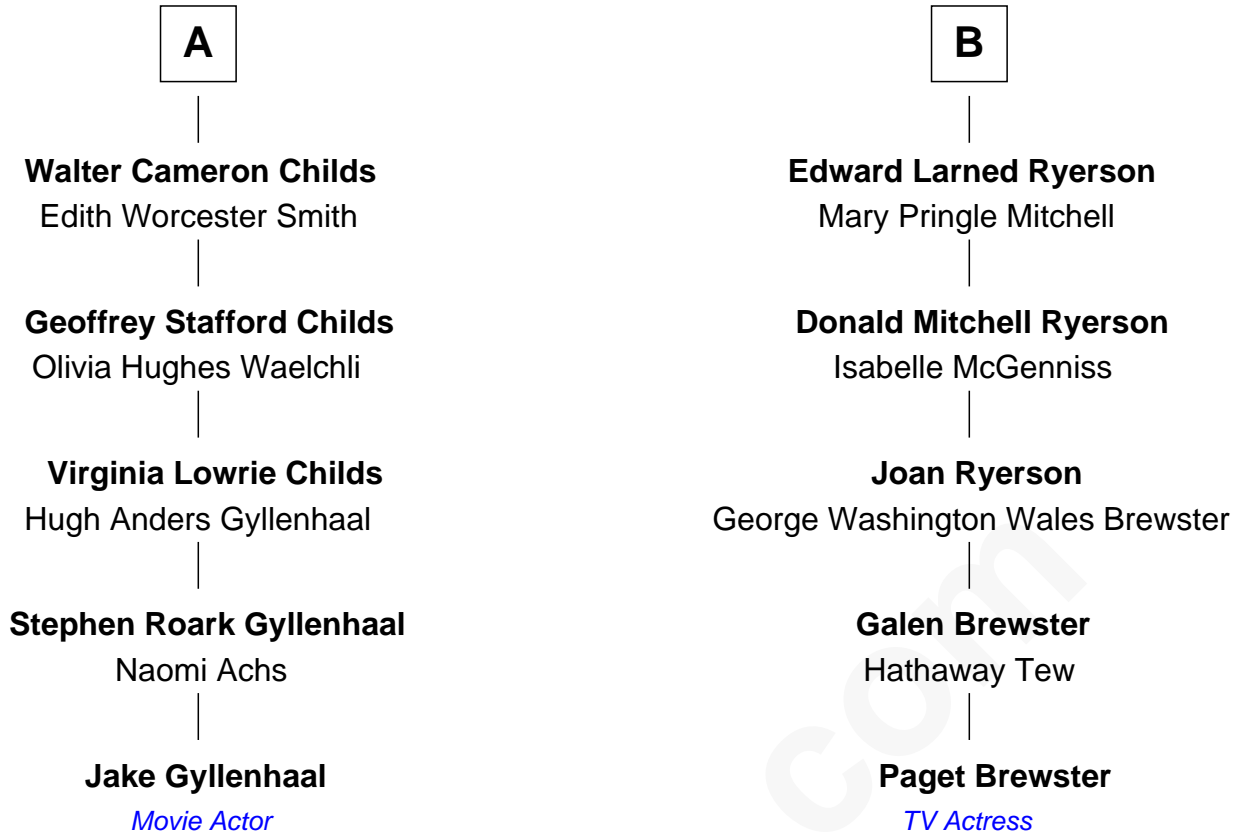 A
Walter Cameron Childs
Edith Worcester Smith
Geoffrey Stafford Childs
Olivia Hughes Waelchli
Virginia Lowrie Childs
Hugh Anders Gyllenhaal
Stephen Roark Gyllenhaal
Naomi Achs
Jake Gyllenhaal
Movie Actor
B
Edward Larned Ryerson
Mary Pringle Mitchell
Donald Mitchell Ryerson
Isabelle McGenniss
Joan Ryerson
George Washington Wales Brewster
Galen Brewster
Hathaway Tew
Paget Brewster
TV Actress
com